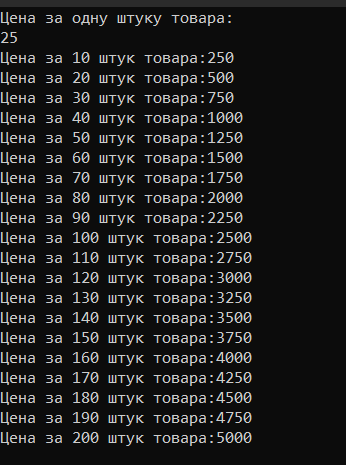 Цена за одну штуку товара:
25
Цена за 10 штук товара:250
Цена за 20 штук товара:500
Цена за 30 штук товара:750
Цена за 40 штук товара:1000
Цена за 50 штук товара:1250
Цена за 60 штук товара:1500
Цена за 70 штук товара:1750
Цена за 80 штук товара:2000
Цена за 90 штук товара:2250
Цена за 100 штук товара:2500
Цена за 110 штук товара:2750
Цена за 120 штук товара:3000
Цена за 130 штук товара:3250
Цена за 140 штук товара:3500
Цена за 150 штук товара:3750
Цена за 160 штук товара:4000
Цена за 170 штук товара:4250
Цена за 180 штук товара:4500
Цена за 190 штук товара:4750
Цена за 200 штук товара:5000